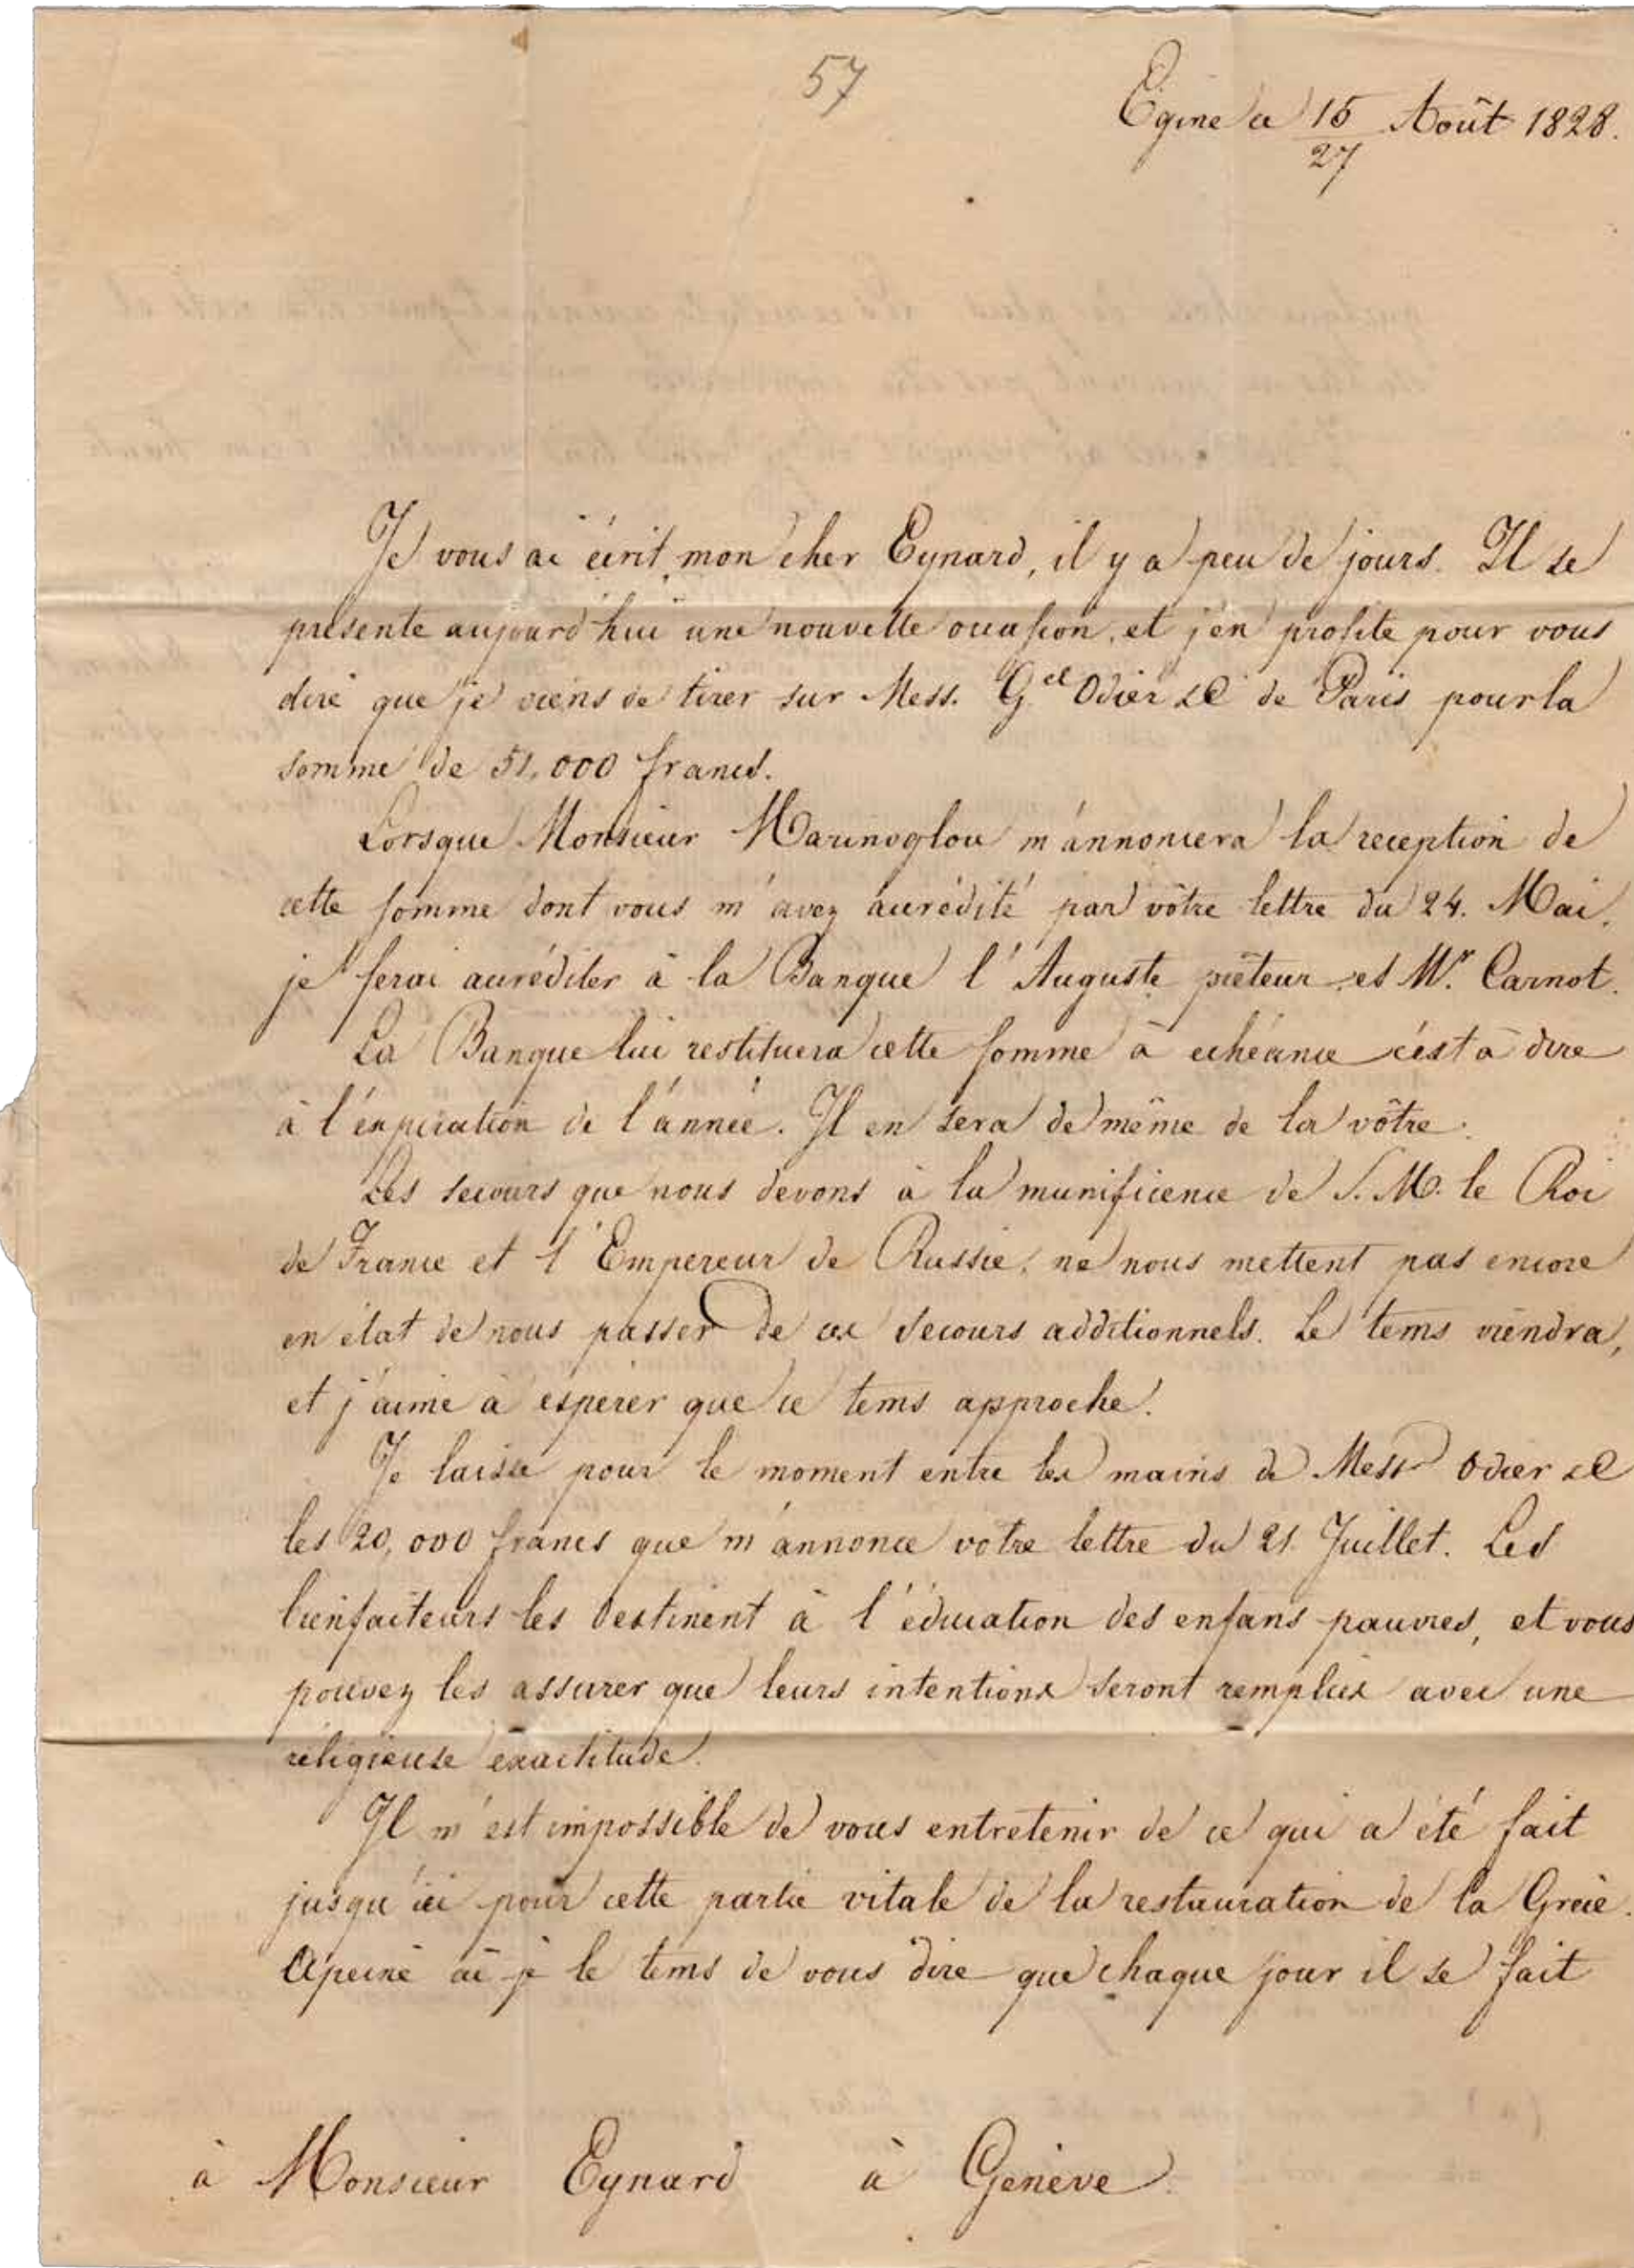 57
Egine a 15/27 Août 1828.
Je vous ai écrit, mon cher Eynard, il y a peu de jours. Il se
présente aujourd'hui une nouvelle occasion, et j'en profite pour vous
dire que je viens de tirer sur Mess. Gel Odier & C de Paris pour la
somme de 51,000 francs.
Lorsque Monsieur Marinoglou m'annoncera la reception de
cette somme dont vous m'avez accrédité par vôtre lettre du 24. Mai,
je ferai accréditer à la Banque l'Auguste prêteur et Mr. Carnot.
La Banque lui restituera cette somme à echéance c'est à dire
à l'expiration de l'année. Il en sera de même de la vôtre.
Les secours que nous devons à la munificence de S. M. le Roi
de France et l'Empereur de Russie, ne nous mettent pas encore
en état de nous passer de ces secours additionnels. Le tems viendra,
et j'aime à espérer que ce tems approche.
Je laisse pour le moment entre les mains de Messrs Odier & C
les 20,000 francs que m'annonce votre lettre du 21. Juillet. Les
bienfaiteurs les destinent à l'éducation des enfans pauvres, et vous
pouvez les assurer que leurs intentions seront remplies avec une
réligieuse exactitude.
Il m'est impossible de vous entretenir de ce qui a été fait
jusqu'ici pour cette partie vitale de la restauration de la Grèce.
Apeine ai-je le tems de vous dire que chaque jour il se fait
à Monsieur Eynard à Genève.